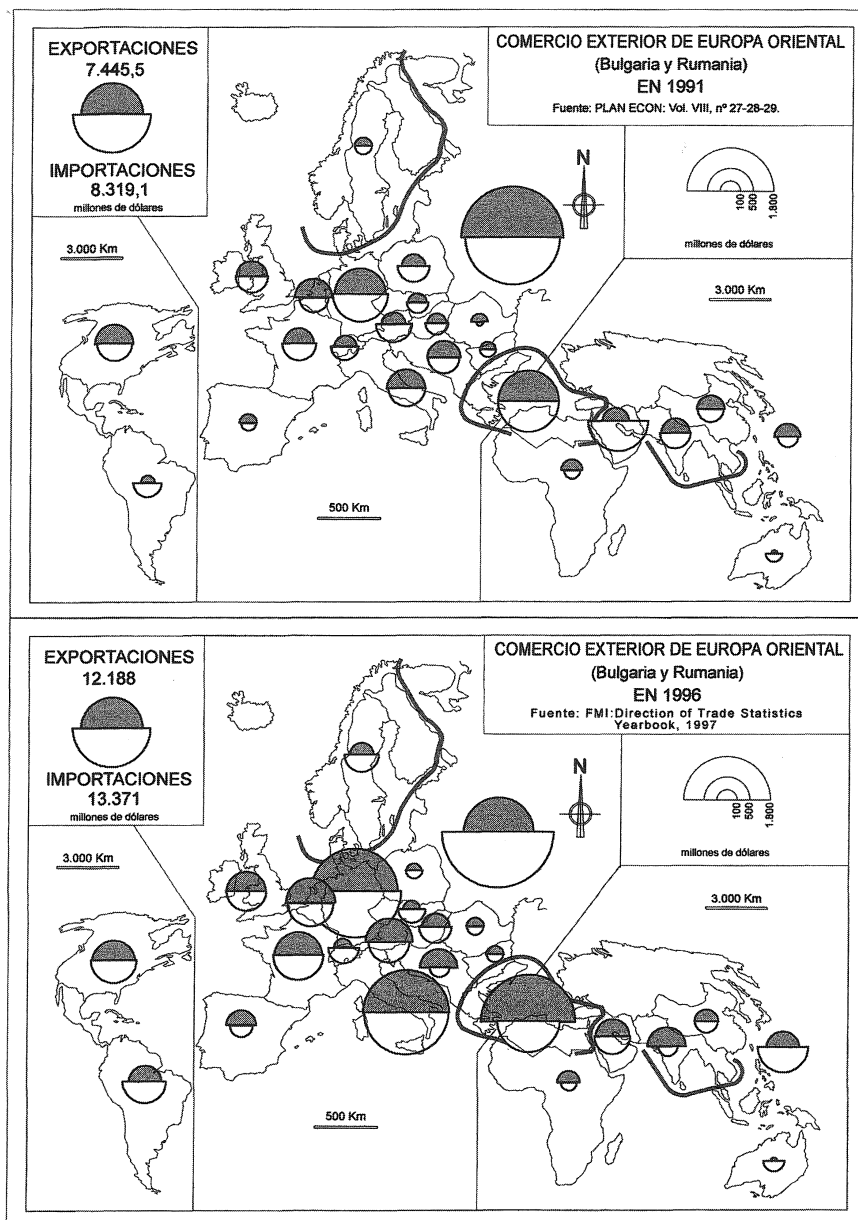 EXPORTACIONES
7.445,5
IMPORTACIONES
8.319,1
millones de dólares
COMERCIO EXTERIOR DE EUROPA ORIENTAL
(Bulgaria y Rumania)
EN 1991
Fuente: PLAN ECON: Vol. VIII, nº 27-28-29.
N
100
500
1.800
millones de dólares
3.000 Km
3.000 Km
500 Km
EXPORTACIONES
12.188
IMPORTACIONES
13.371
millones de dólares
COMERCIO EXTERIOR DE EUROPA ORIENTAL
(Bulgaria y Rumania)
EN 1996
Fuente: FMI:Direction of Trade Statistics
Yearbook, 1997
N
100
500
1.800
millones de dólares
3.000 Km
3.000 Km
500 Km